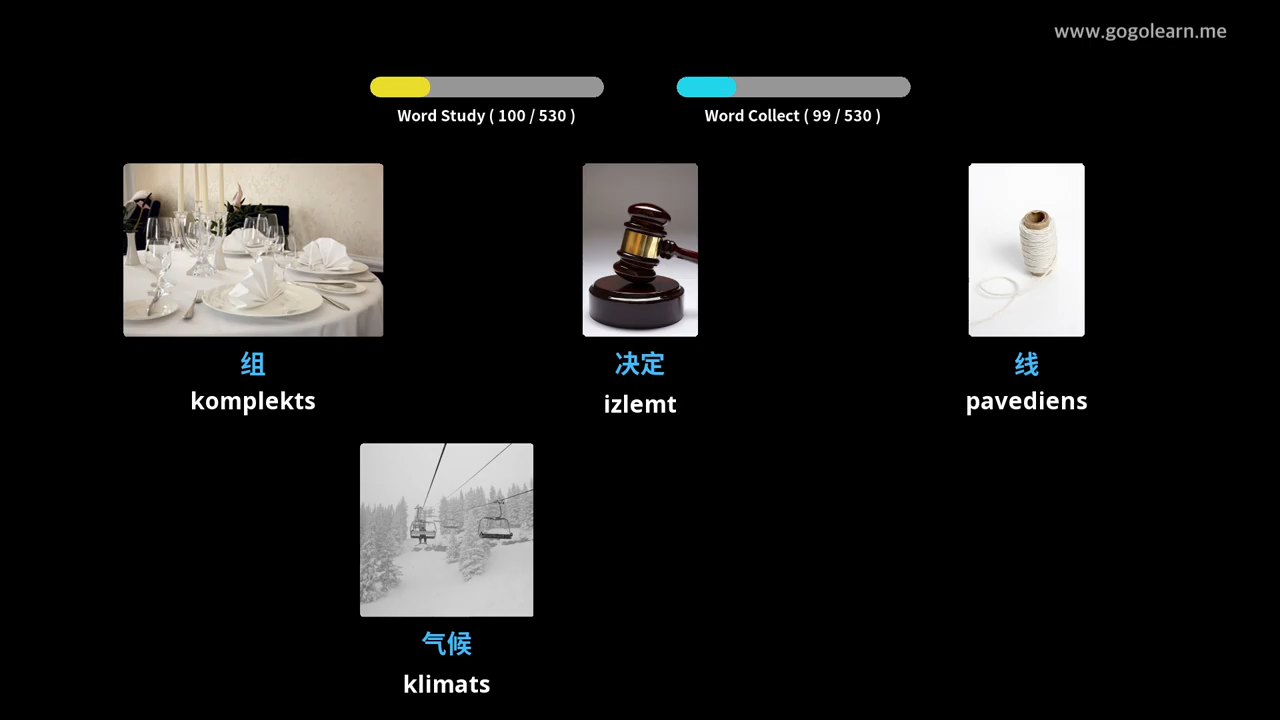 www.gogolearn.me
Word Study ( 100 / 530 )
Word Collect ( 99 / 530 )
组
komplekts
决定
izlemt
线
pavediens
气候
klimats